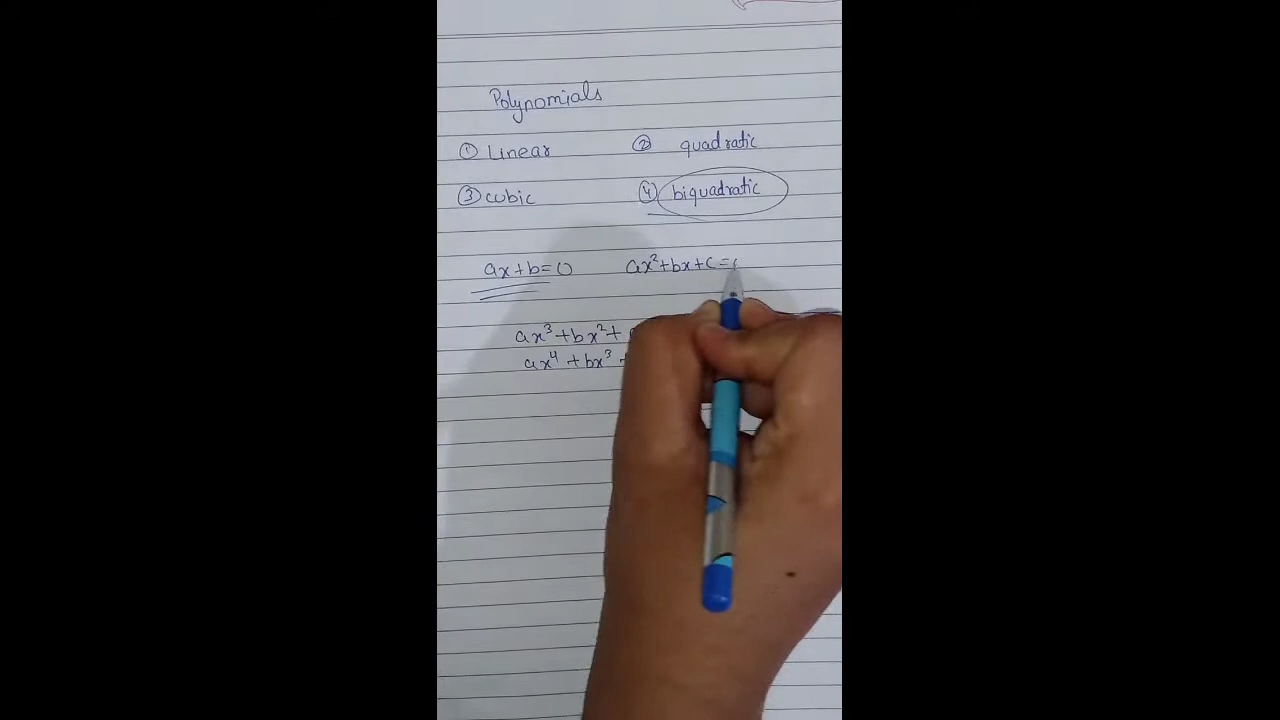 Polynomials
① Linear ② quadratic
③ cubic ④ biquadratic
ax+b=0 ax²+bx+c=
ax³+bx²+
ax⁴+bx³+